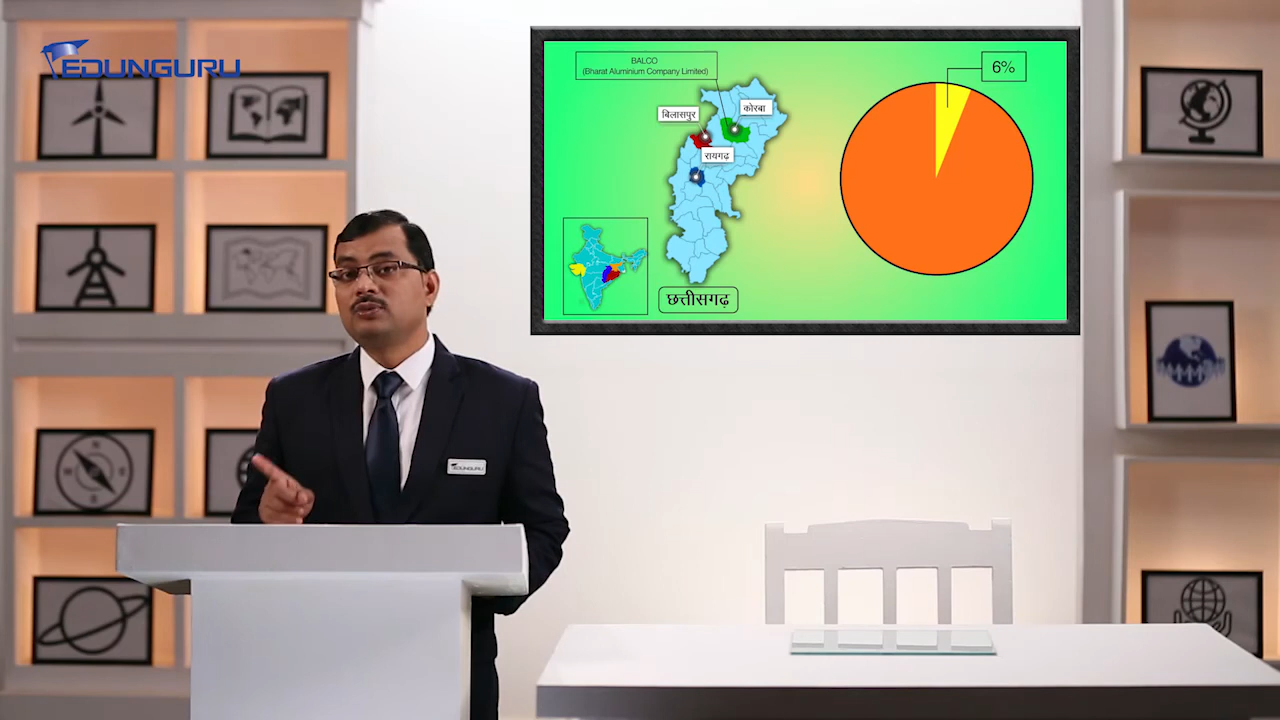 EDUNGURU
BALCO
(Bharat Aluminium Company Limited)
6%
बिलासपुर
कोरबा
रायगढ़
छत्तीसगढ़
EDUNGURU